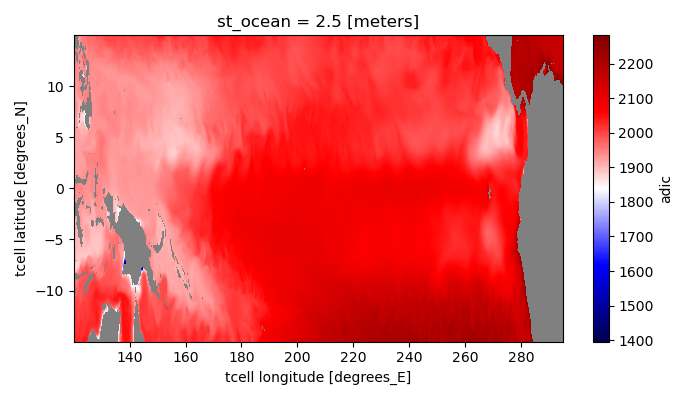 st_ocean = 2.5 [meters]
10
5
0
−5
−10
tcell latitude [degrees_N]
140 160 180 200 220 240 260 280
tcell longitude [degrees_E]
2200
2100
2000
1900
1800
1700
1600
1500
1400
adic